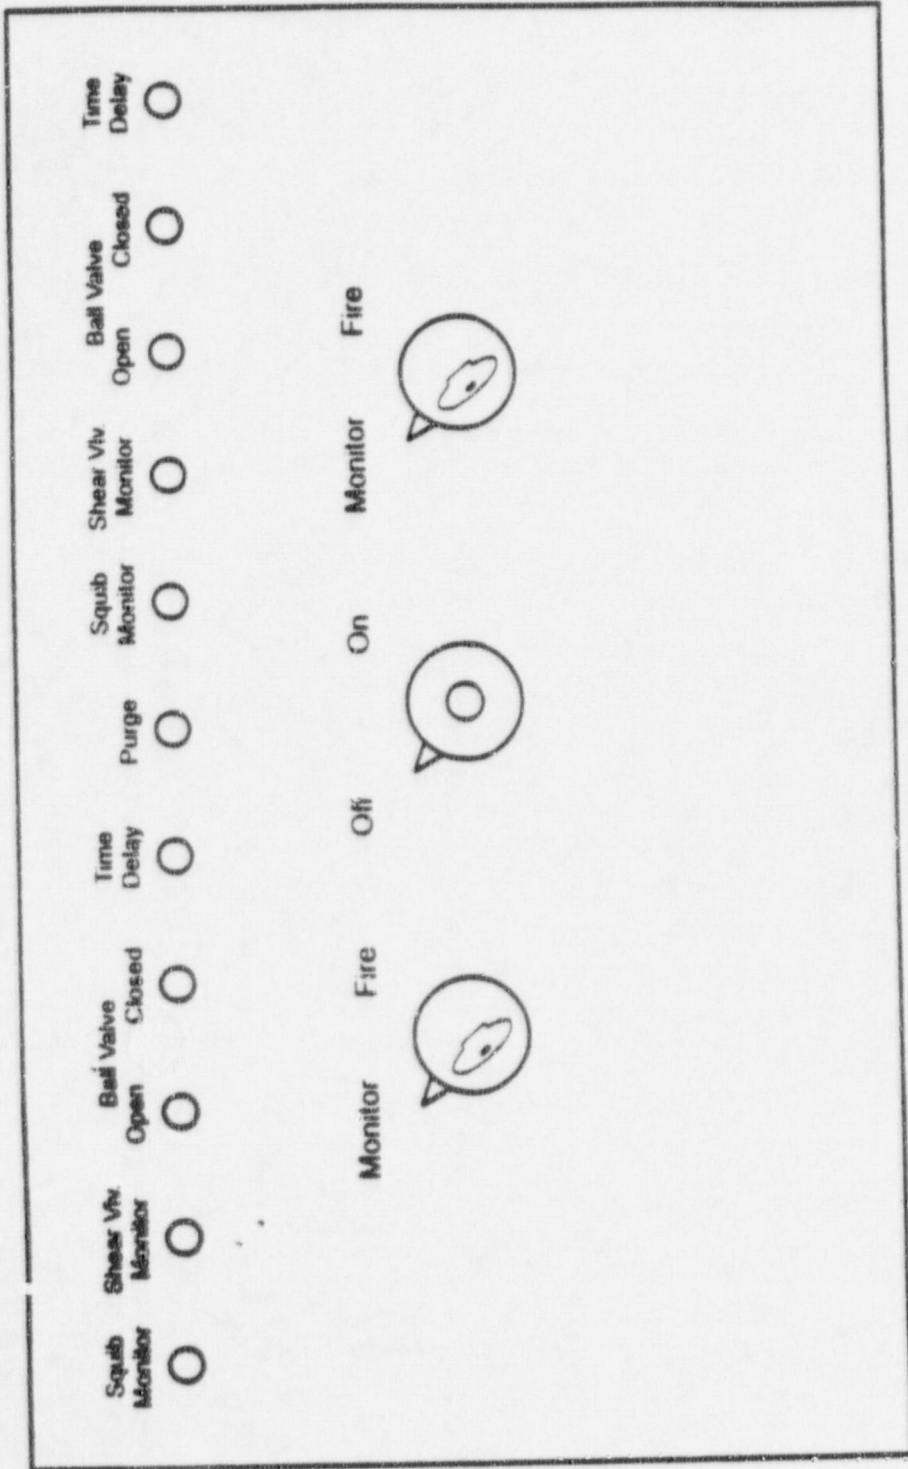 Squib
Monitor
Shear Vlv.
Monitor
Ball Valve
Open Closed
Time
Delay
Purge
Squib
Monitor
Shear Vlv.
Monitor
Ball Valve
Open Closed
Time
Delay
Monitor Fire
Off On
Monitor Fire